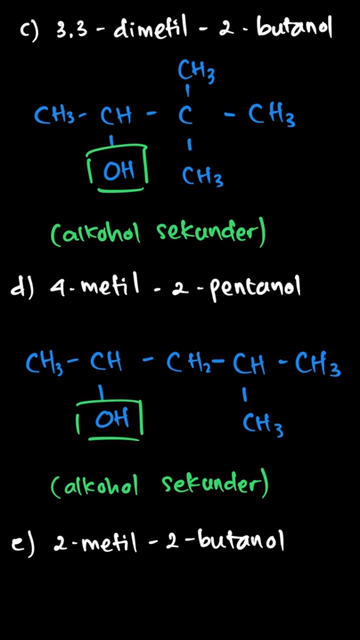 c) 3.3 - dimetil - 2 - butanol
CH3
CH3 - CH - C - CH3
OH CH3
(alkohol sekunder)
d) 4 - metil - 2 - pentanol
CH3 - CH - CH2 - CH - CH3
OH CH3
(alkohol sekunder)
e) 2 - metil - 2 - butanol